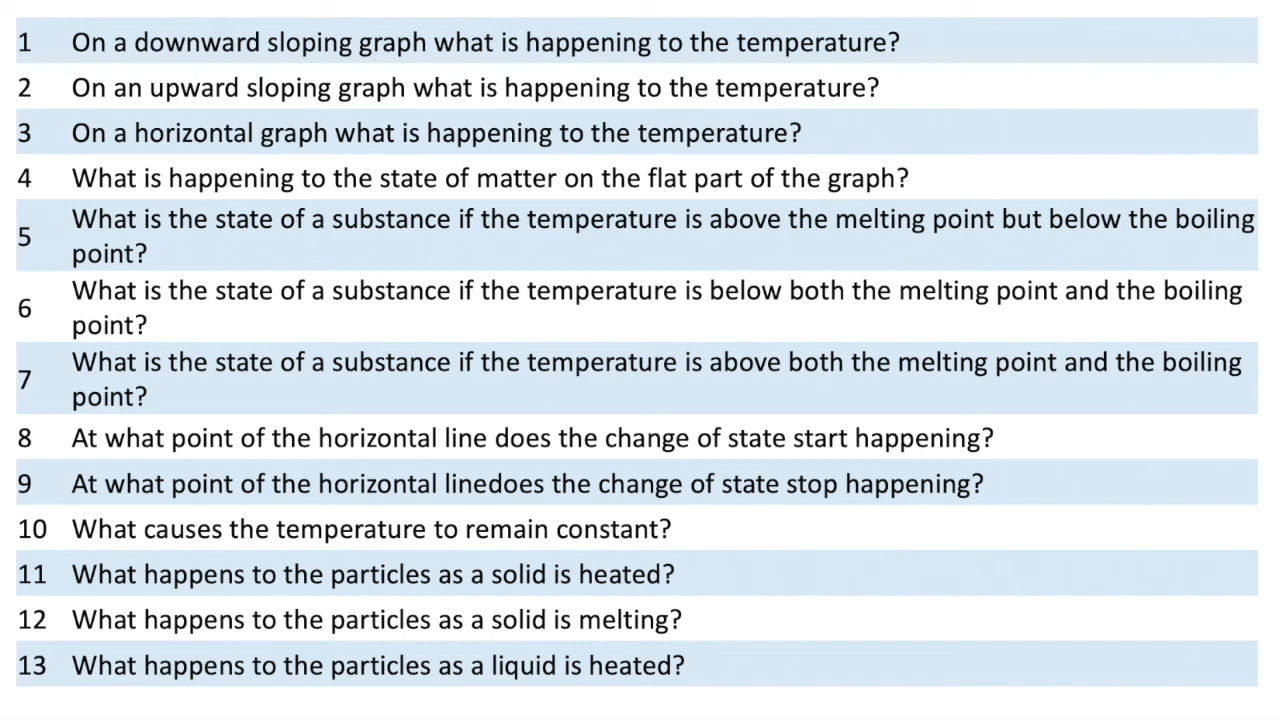 1 On a downward sloping graph what is happening to the temperature?
2 On an upward sloping graph what is happening to the temperature?
3 On a horizontal graph what is happening to the temperature?
4 What is happening to the state of matter on the flat part of the graph?
5 What is the state of a substance if the temperature is above the melting point but below the boiling
point?
6 What is the state of a substance if the temperature is below both the melting point and the boiling
point?
7 What is the state of a substance if the temperature is above both the melting point and the boiling
point?
8 At what point of the horizontal line does the change of state start happening?
9 At what point of the horizontal linedoes the change of state stop happening?
10 What causes the temperature to remain constant?
11 What happens to the particles as a solid is heated?
12 What happens to the particles as a solid is melting?
13 What happens to the particles as a liquid is heated?